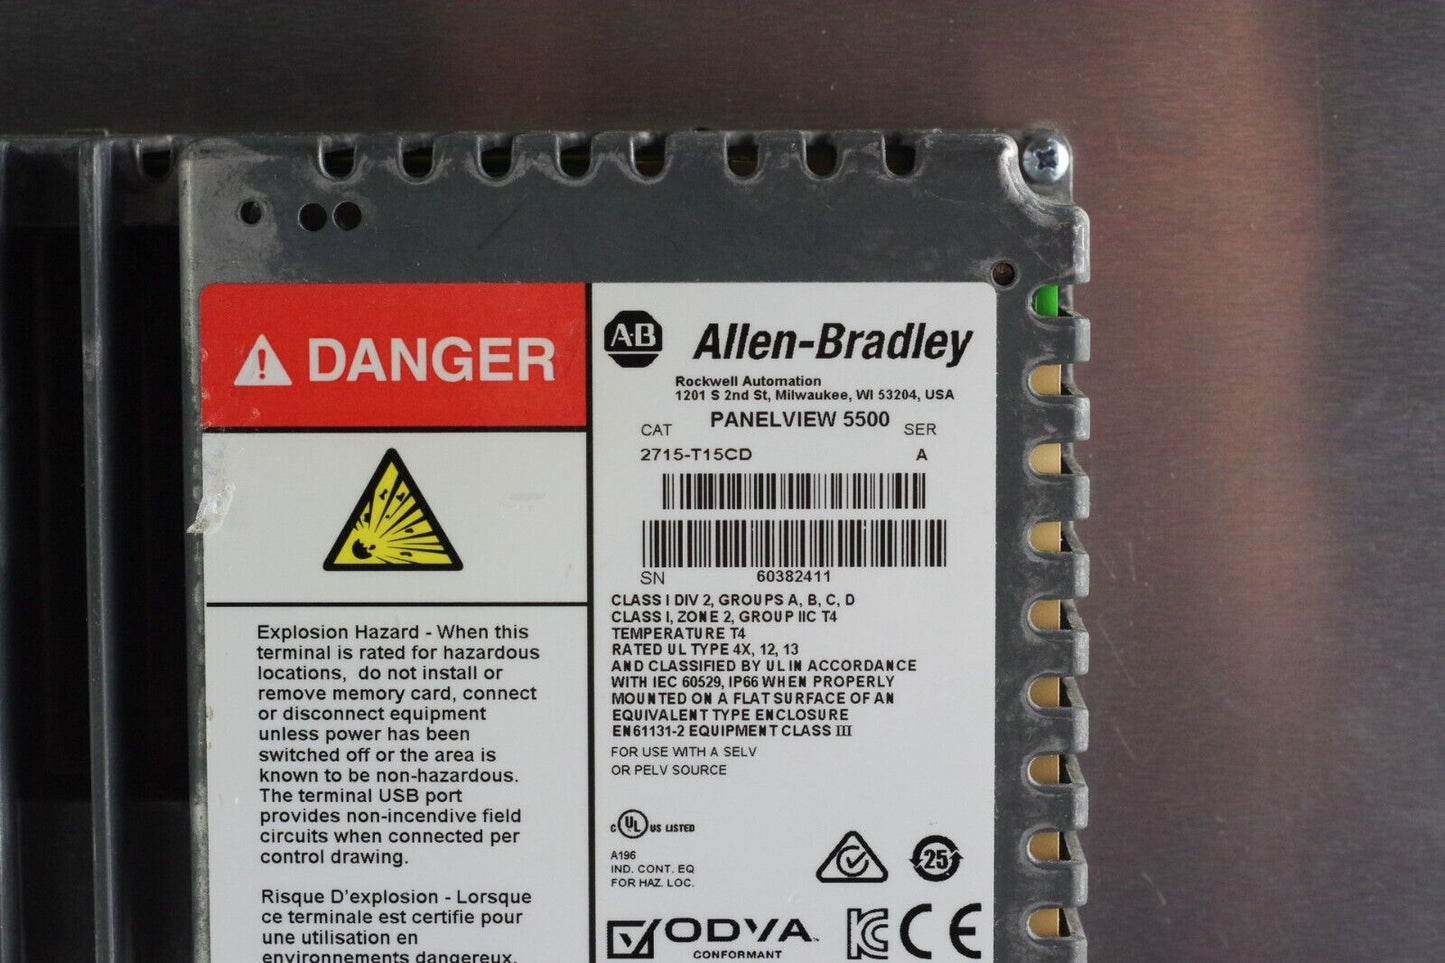 DANGER
Explosion Hazard - When this
terminal is rated for hazardous
locations, do not install or
remove memory card, connect
or disconnect equipment
unless power has been
switched off or the area is
known to be non-hazardous.
The terminal USB port
provides non-incendive field
circuits when connected per
control drawing.
Risque D'explosion - Lorsque
ce terminale est certifie pour
une utilisation en
environnements dangereux,
A-B Allen-Bradley
Rockwell Automation
1201 S 2nd St, Milwaukee, WI 53204, USA
PANELVIEW 5500
CAT SER
2715-T15CD A
SN 60382411
CLASS I DIV 2, GROUPS A, B, C, D
CLASS I, ZONE 2, GROUP IIC T4
TEMPERATURE T4
RATED UL TYPE 4X, 12, 13
AND CLASSIFIED BY UL IN ACCORDANCE
WITH IEC 60529, IP66 WHEN PROPERLY
MOUNTED ON A FLAT SURFACE OF AN
EQUIVALENT TYPE ENCLOSURE
EN61131-2 EQUIPMENT CLASS III
FOR USE WITH A SELV
OR PELV SOURCE
C UL US LISTED
A196
IND. CONT. EQ
FOR HAZ. LOC.
25
ODVA
CONFORMANT
KC CE